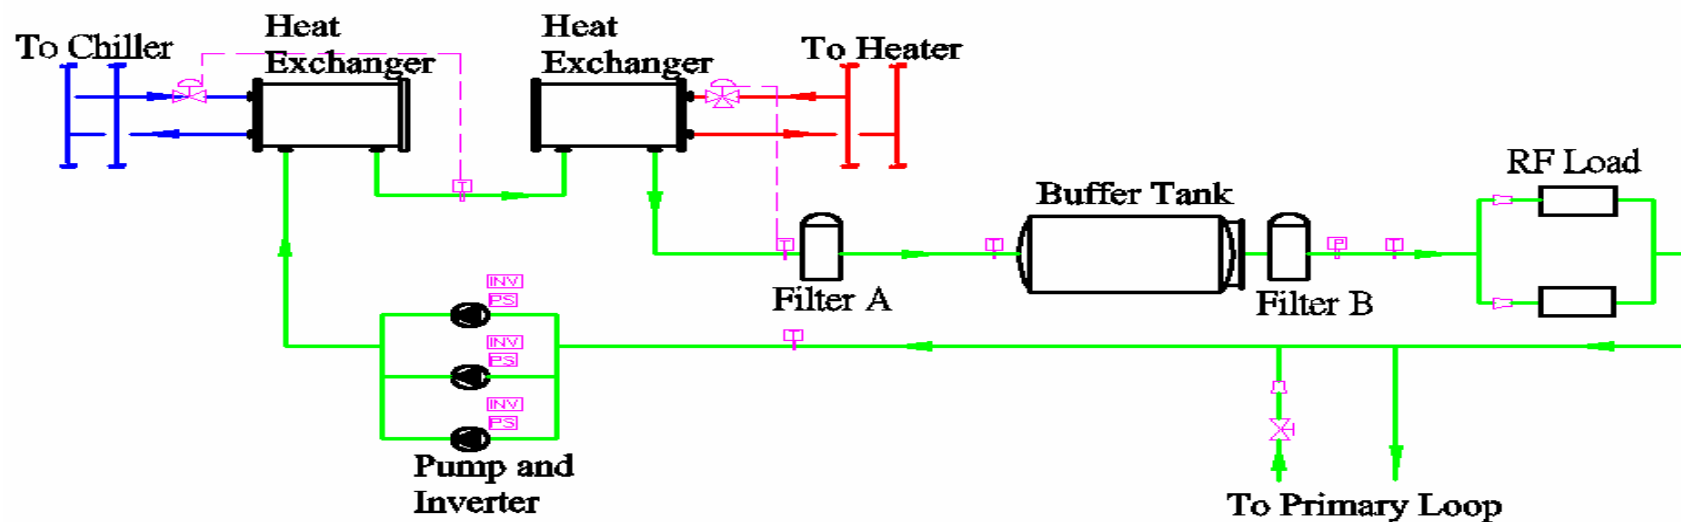 Heat
Exchanger
Heat
Exchanger
To Chiller
To Heater
T
T
T
Buffer Tank
P
T
RF Load
Filter A
Filter B
INV
PS
INV
PS
INV
PS
T
Pump and
Inverter
To Primary Loop